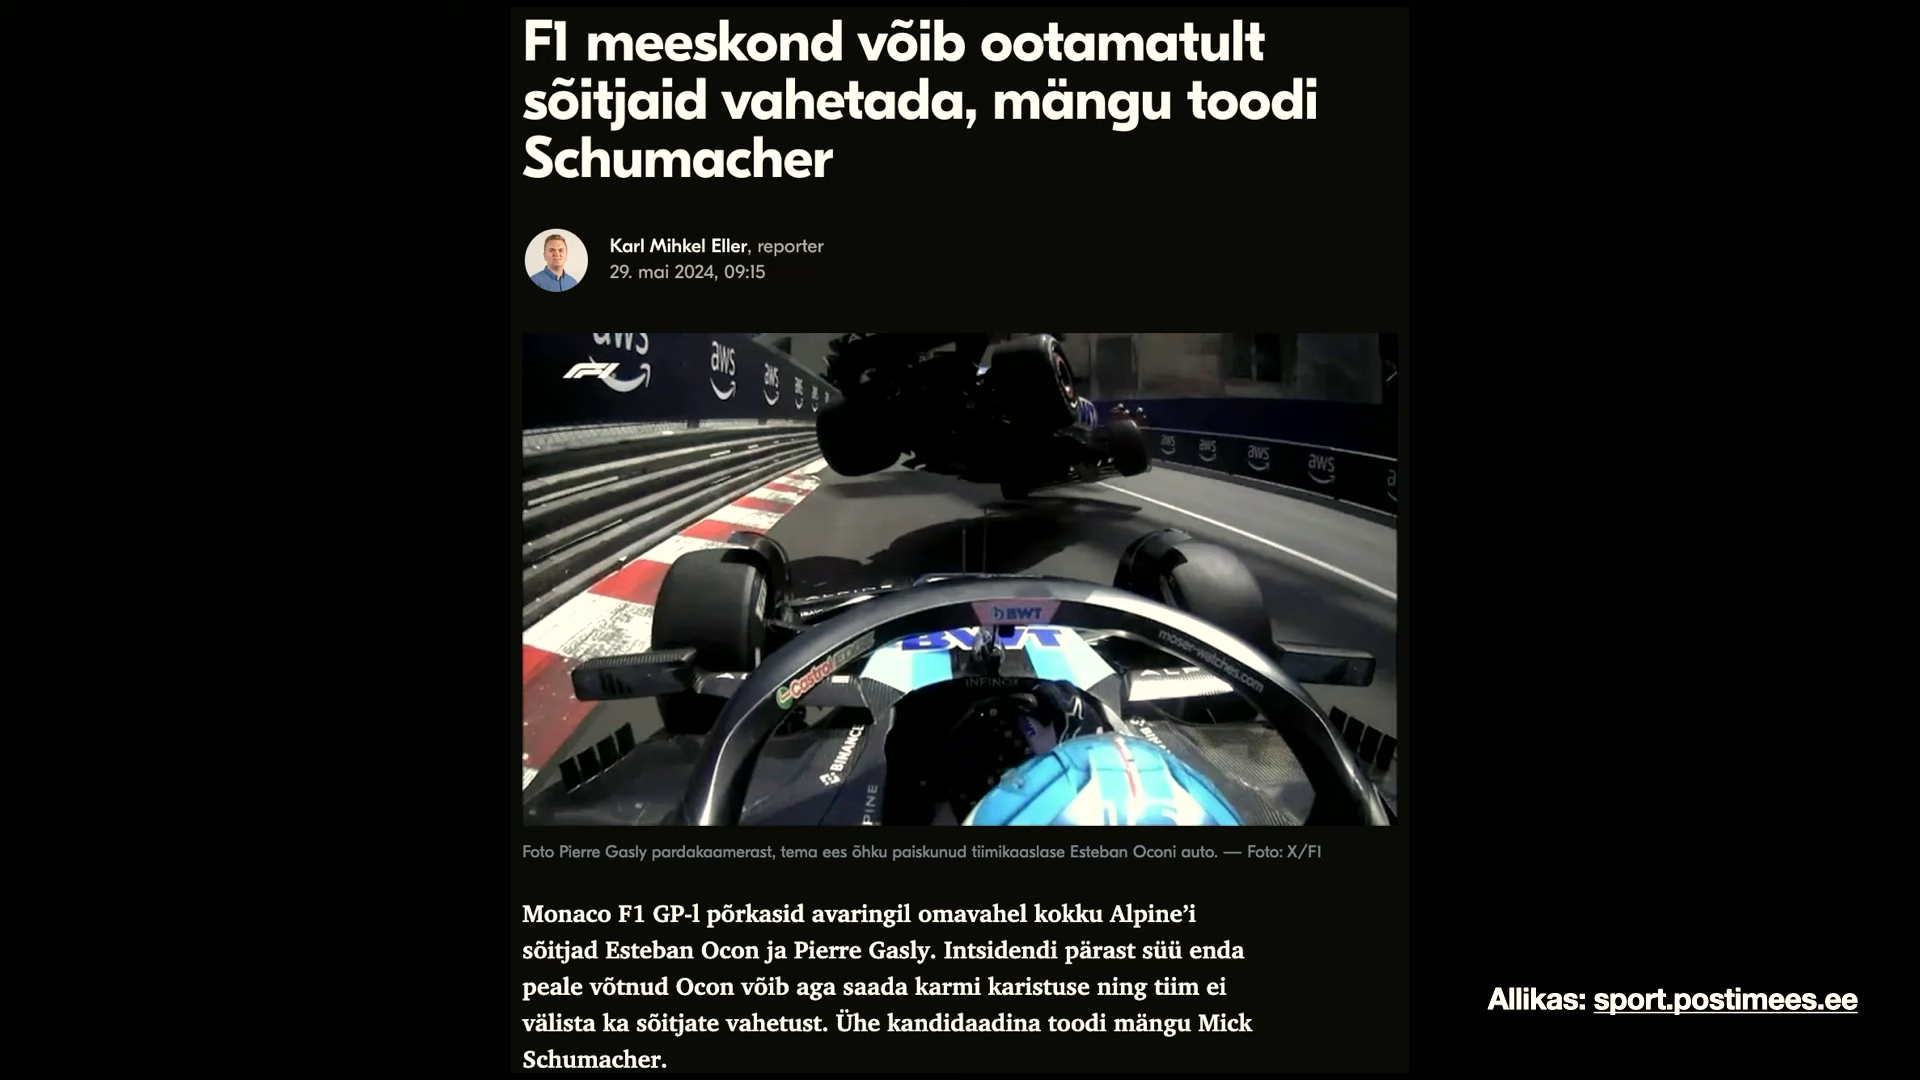 F1 meeskond võib ootamatult
sõitjaid vahetada, mängu toodi
Schumacher
Karl Mihkel Eller, reporter
29. mai 2024, 09:15
aws
aws
aws
aws
aws
aws
aws
aws
aws
BWT
BWT
Castrol EDGE
moser-watches.com
INFINOX
BINANCE
Foto Pierre Gasly pardakaamerast, tema ees õhku paiskunud tiimikaaslase Esteban Oconi auto. — Foto: X/F1
Monaco F1 GP-l põrkasid avaringil omavahel kokku Alpine’i
sõitjad Esteban Ocon ja Pierre Gasly. Intsidendi pärast süü enda
peale võtnud Ocon võib aga saada karmi karistuse ning tiim ei
välista ka sõitjate vahetust. Ühe kandidaadina toodi mängu Mick
Schumacher.
Allikas: sport.postimees.ee